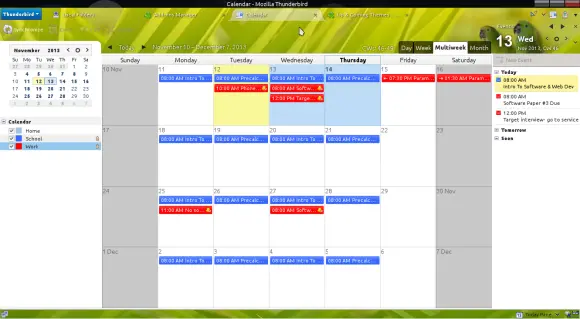 Calendar - Mozilla Thunderbird
Thunderbird
Calendar
Today
November 10 - December 7, 2013
Day Week Multiweek Month
November 2013
Su Mo Tu We Th Fr Sa
27 28 29 30 31 1 2
3 4 5 6 7 8 9
10 11 12 13 14 15 16
17 18 19 20 21 22 23
24 25 26 27 28 29 30
1 2 3 4 5 6 7
Calendar
Home
School
Work
Sunday Monday Tuesday Wednesday Thursday Friday Saturday
10 Nov 11 12 13 14 15 16
08:00 AM Intro To
08:00 AM Precalc...
08:00 AM Intro To
08:00 AM Precalc...
07:30 PM Param...
01:30 AM Param
10:00 AM Phone
08:00 AM Softw...
12:00 PM Targe
17 18 19 20 21 22 23
08:00 AM Intro To
08:00 AM Precalc...
08:00 AM Intro To
08:00 AM Precalc...
24 25 26 27 28 29 30 Nov
08:00 AM Intro To
08:00 AM Precalc...
08:00 AM Intro To
08:00 AM Precalc...
11:00 AM No
08:00 AM Softw...
1 Dec 2 3 4 5 6 7 Dec
08:00 AM Intro To
08:00 AM Precalc...
08:00 AM Intro To
08:00 AM Precalc...
Events
13 Wed
Nov 2013
New Event
Today
08:00 AM
Intro To Software & Web Dev
08:00 AM
Software Paper #3 Due
12:00 PM
Target Interview- go to service
Tomorrow
Soon
Today Pane